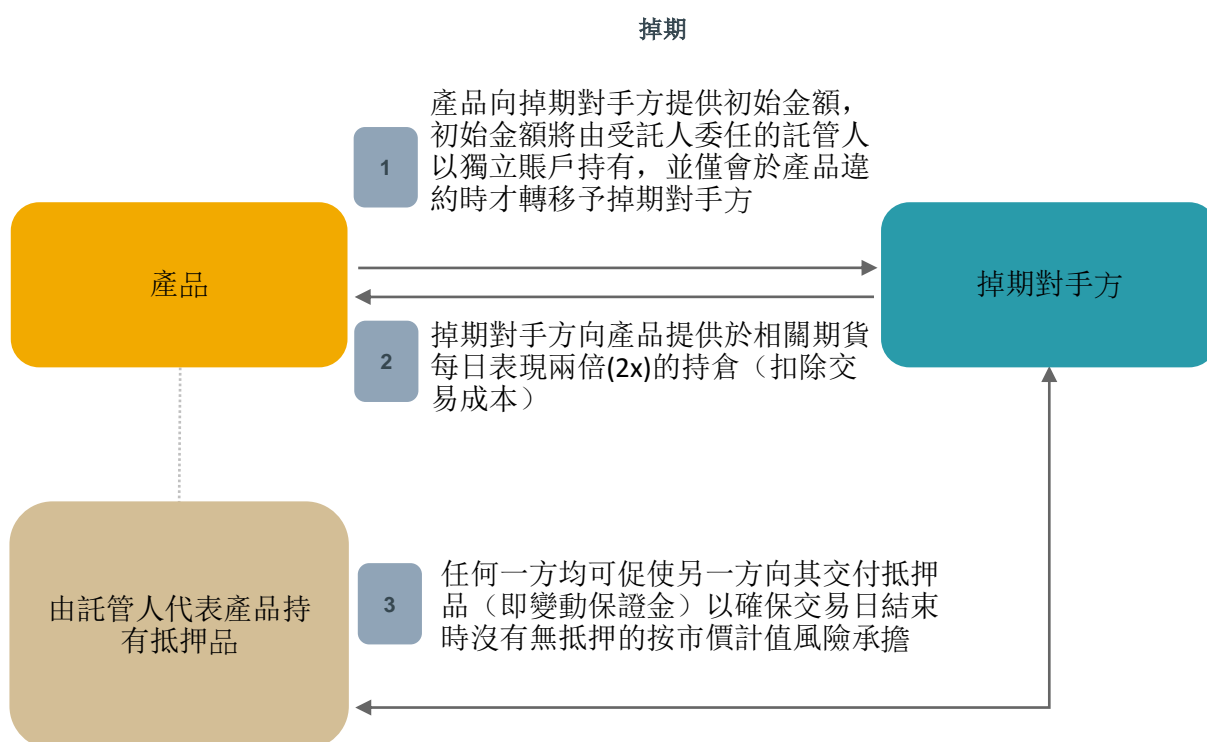 掉期
產品向掉期對手方提供初始金額，
初始金額將由受託人委任的託管人
以獨立賬戶持有，並僅會於產品違
約時才轉移予掉期對手方
1
產品
掉期對手方
掉期對手方向產品提供於相關期貨
每日表現兩倍(2x)的持倉（扣除交
易成本）
2
由託管人代表產品持
有抵押品
任何一方均可促使另一方向其交付抵押
品（即變動保證金）以確保交易日結束
時沒有無抵押的按市價計值風險承擔
3